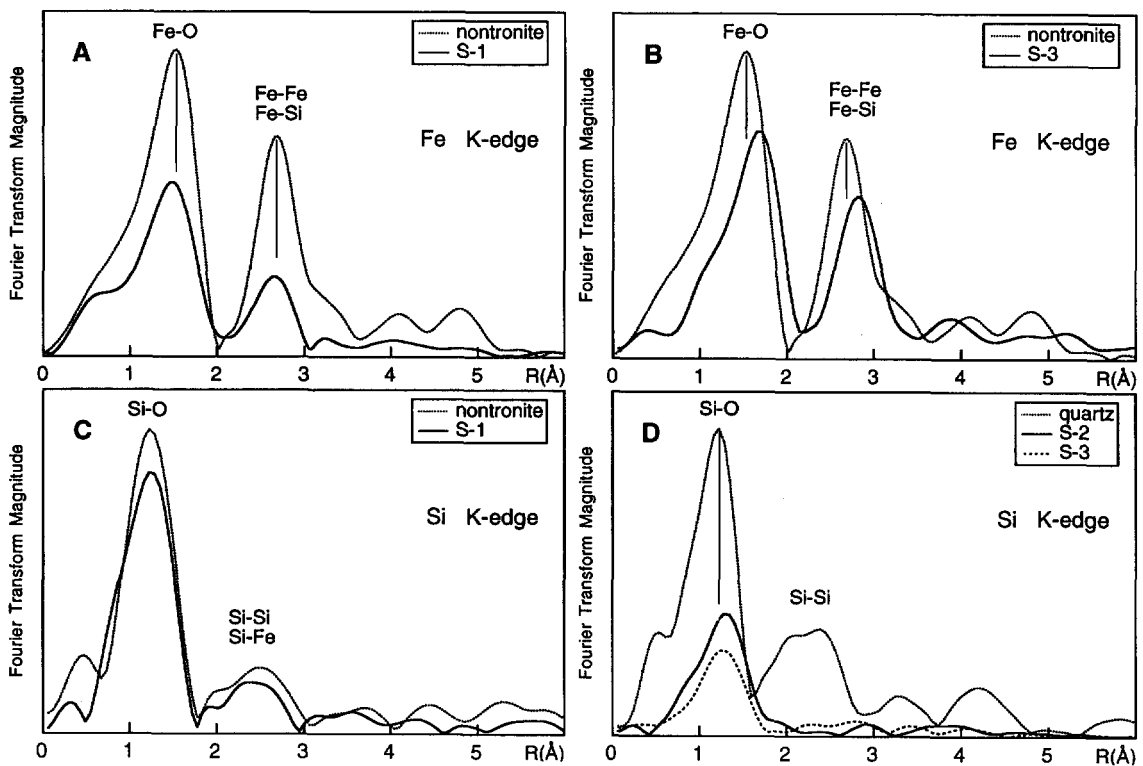 A
Fe-O
nontronite
S-1
Fe-Fe
Fe-Si
Fe K-edge
Fourier Transform Magnitude
0 1 2 3 4 5 R(Å)
B
Fe-O
nontronite
S-3
Fe-Fe
Fe-Si
Fe K-edge
Fourier Transform Magnitude
0 1 2 3 4 5 R(Å)
C
Si-O
nontronite
S-1
Si K-edge
Si-Si
Si-Fe
Fourier Transform Magnitude
0 1 2 3 4 5 R(Å)
D
Si-O
quartz
S-2
S-3
Si K-edge
Si-Si
Fourier Transform Magnitude
0 1 2 3 4 5 R(Å)